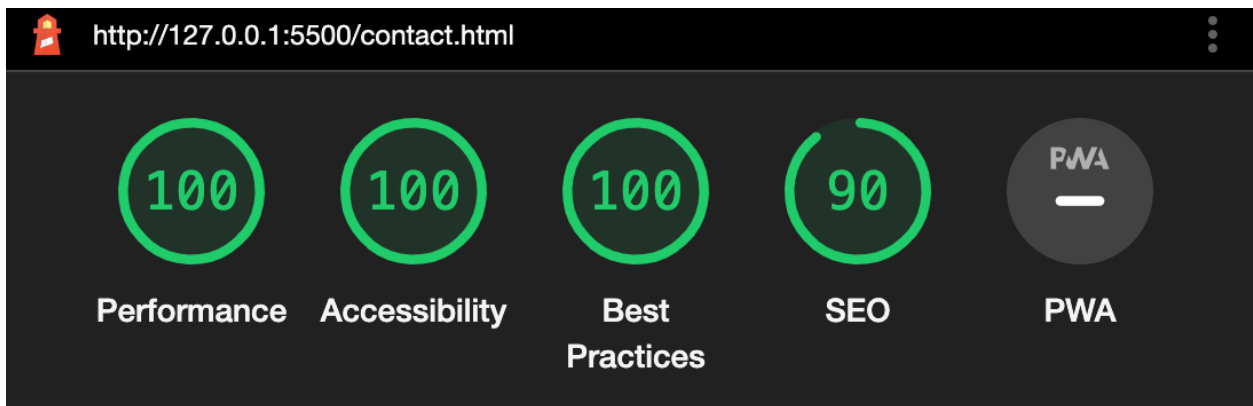 http://127.0.0.1:5500/contact.html
100 100 100 90 PWA
Performance Accessibility Best Practices SEO PWA